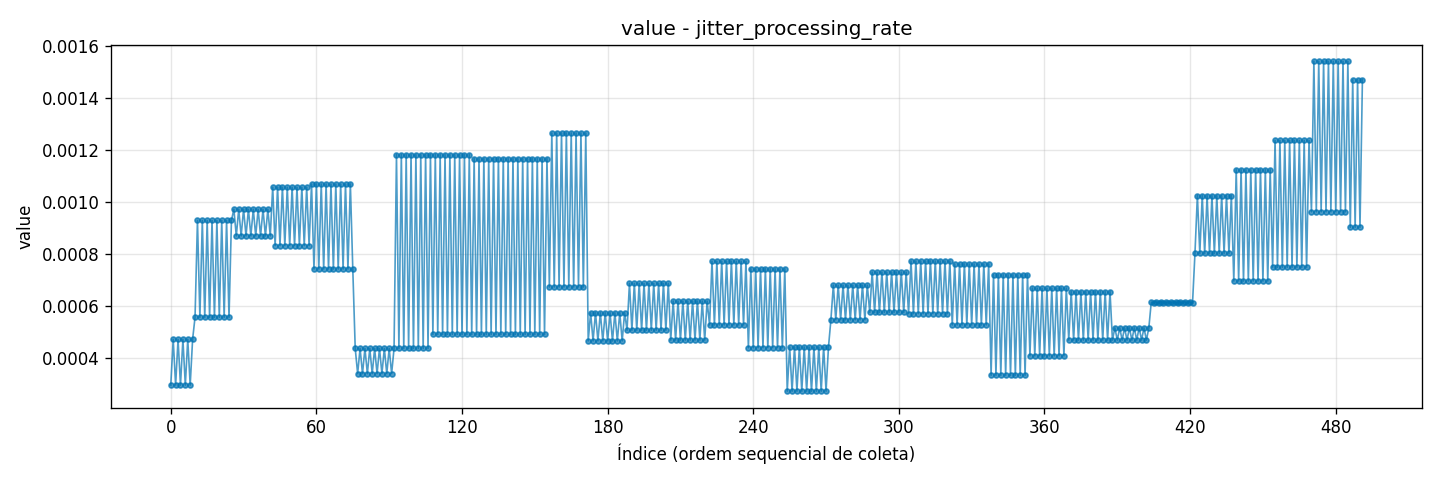 value - jitter_processing_rate
value
0.0016
0.0014
0.0012
0.0010
0.0008
0.0006
0.0004
0 60 120 180 240 300 360 420 480
Índice (ordem sequencial de coleta)